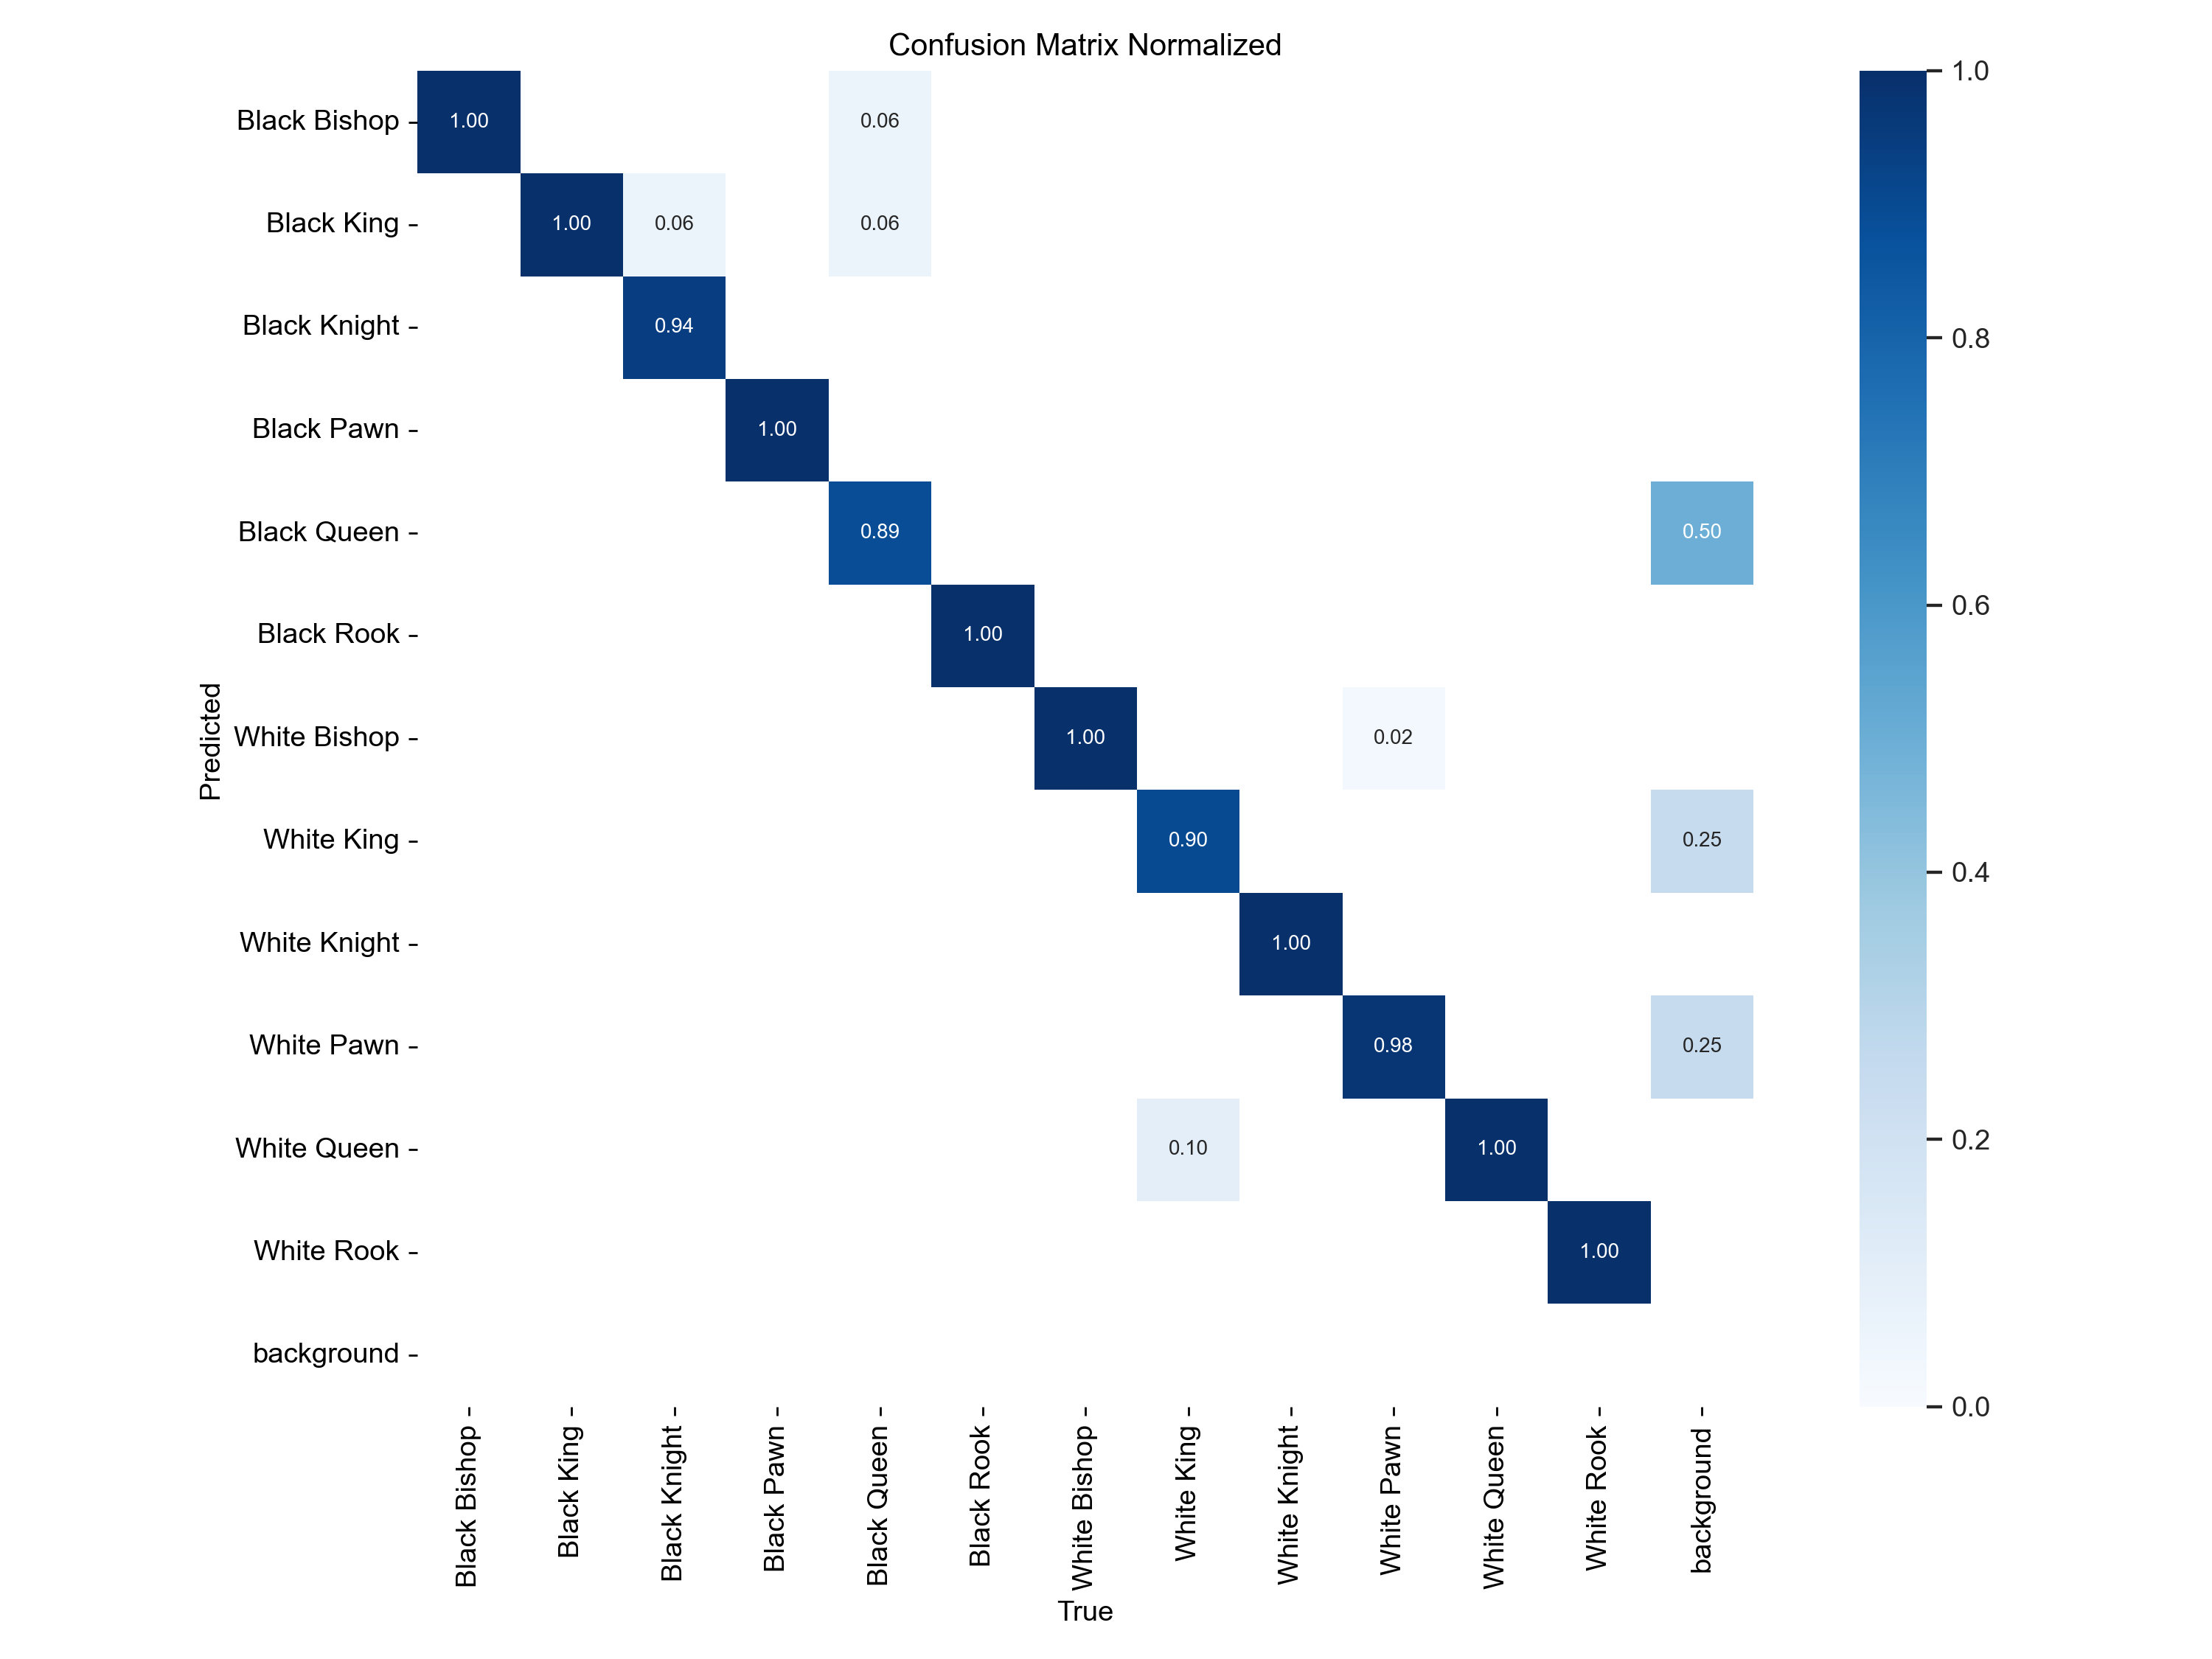 Confusion Matrix Normalized
Black Bishop 1.00 0.06
Black King 1.00 0.06 0.06
Black Knight 0.94
Black Pawn 1.00
Black Queen 0.89 0.50
Black Rook 1.00
White Bishop 1.00 0.02
White King 0.90 0.25
White Knight 1.00
White Pawn 0.98 0.25
White Queen 0.10 1.00
White Rook 1.00
background
Predicted
Black Bishop
Black King
Black Knight
Black Pawn
Black Queen
Black Rook
White Bishop
White King
White Knight
White Pawn
White Queen
White Rook
background
True
1.0
0.8
0.6
0.4
0.2
0.0